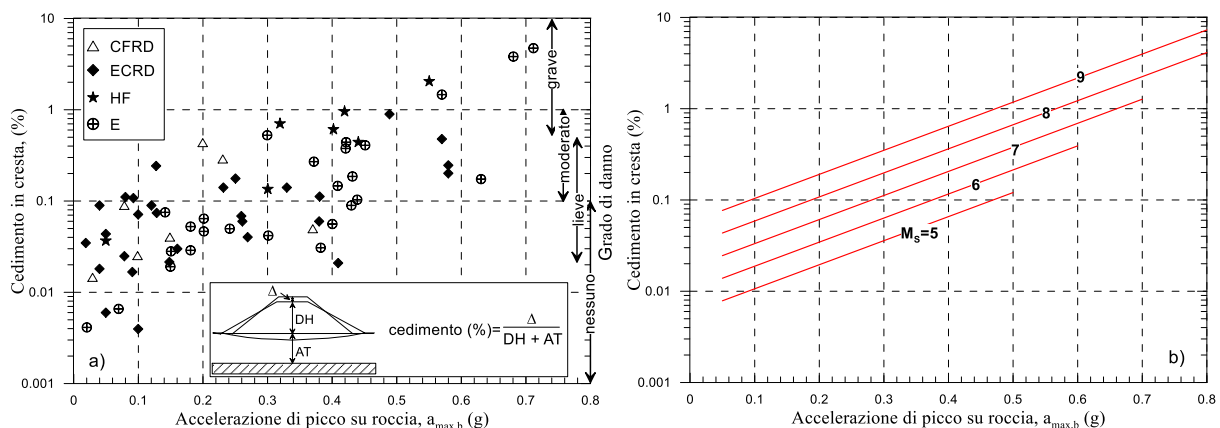 10
1
0.1
0.01
0.001
Cedimento in cresta, (%)
CFRD
ECRD
HF
E
grave
moderato
lieve
nessuno
Grado di danno
Δ
DH
AT
cedimento (%)=Δ/(DH + AT)
a)
0 0.1 0.2 0.3 0.4 0.5 0.6 0.7 0.8
Accelerazione di picco su roccia, a_max,b (g)
10
1
0.1
0.01
0.001
Cedimento in cresta (%)
9
8
7
6
M_S=5
b)
0 0.1 0.2 0.3 0.4 0.5 0.6 0.7 0.8
Accelerazione di picco su roccia, a_max,b (g)